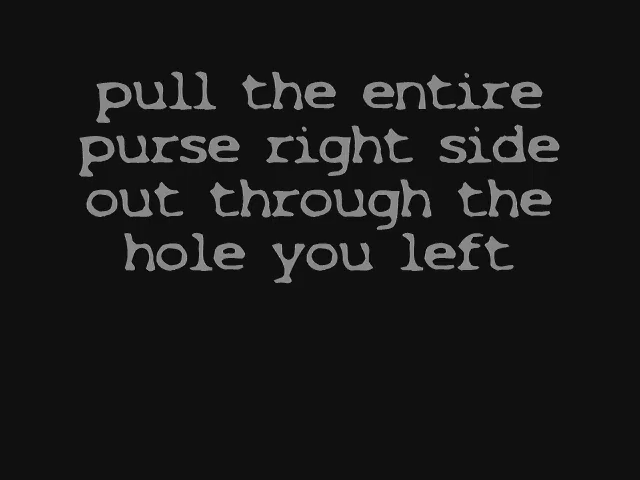 pull the entire
purse right side
out through the
hole you left